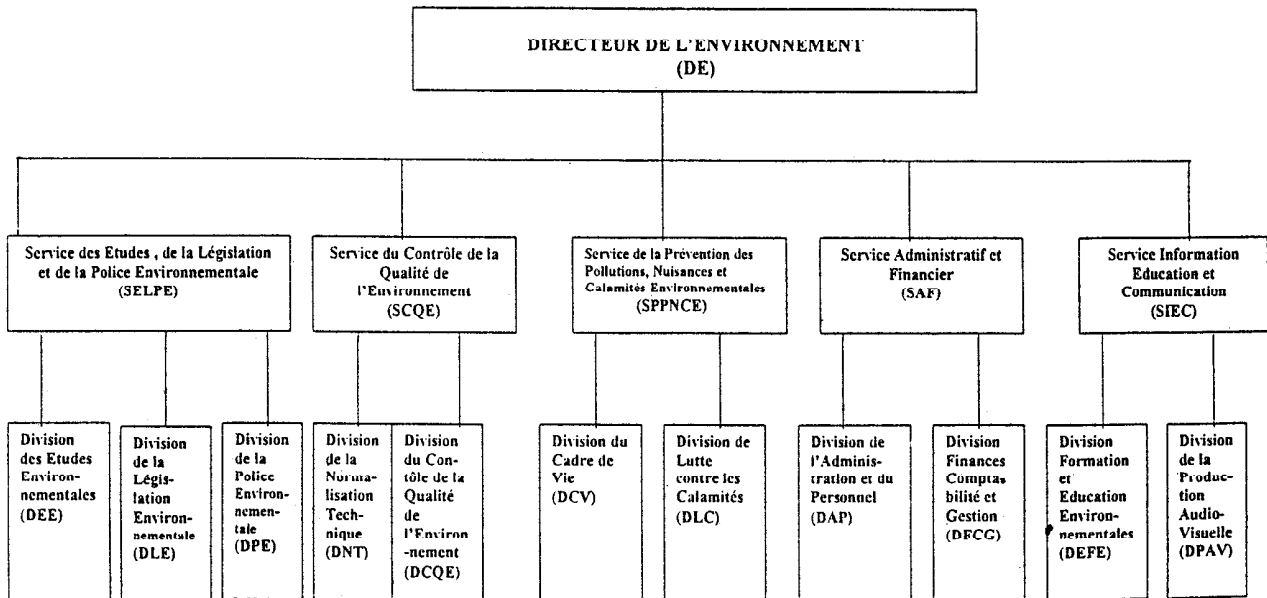 DIRECTEUR DE L'ENVIRONNEMENT
(DE)
Service des Etudes , de la Législation
et de la Police Environnementale
(SELPE)
Service du Contrôle de la
Qualité de
l'Environnement
(SCQE)
Service de la Prévention des
Pollutions, Nuisances et
Calamités Environnementales
(SPPNCE)
Service Administratif et
Financier
(SAF)
Service Information
Education et
Communication
(SIEC)
Division
des Etudes
Environ-
nementales
(DEE)
Division
de la
Légis-
lation
Environ-
nementale
(DLE)
Division
de la
Police
Environ-
nemen-
tale
(DPE)
Division
de la
Norma-
lisation
Tech-
nique
(DNT)
Division
du Con-
tôle de la
Qualité
de
l'Environ
-nement
(DCQE)
Division du
Cadre de
Vie
(DCV)
Division de
Lutte
contre les
Calamités
(DLC)
Division de
l'Adminis-
tration et du
Personnel
(DAP)
Division
Finances
Compta
bilité et
Gestion
(DFCG)
Division
Formation
et
Education
Environ-
nementales
(DEFE)
Division
de la
Produc-
tion
Audio-
Visuelle
(DPAV)